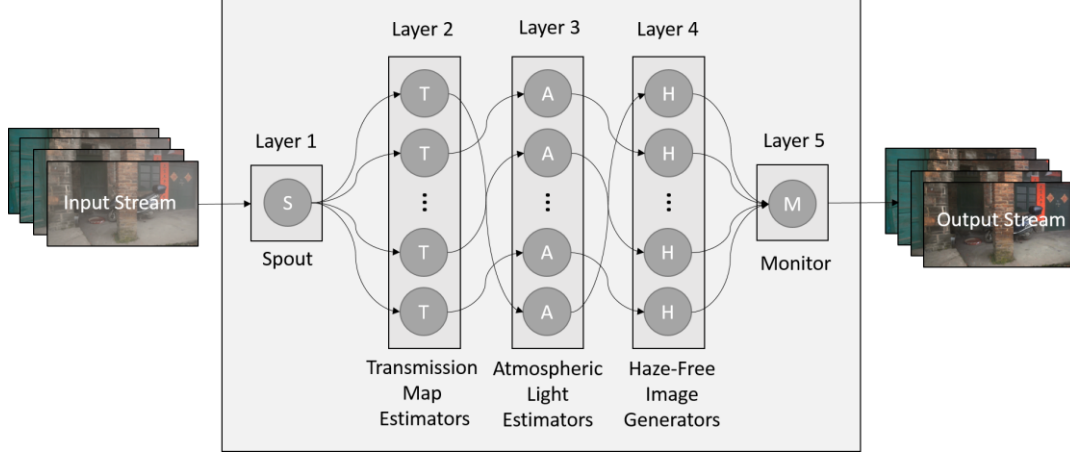 Layer 2
Layer 3
Layer 4
T
A
H
Layer 1
T
A
H
Layer 5
Input Stream
S
...
...
...
M
Output Stream
Spout
T
A
H
Monitor
T
A
H
Transmission
Map
Estimators
Atmospheric
Light
Estimators
Haze-Free
Image
Generators